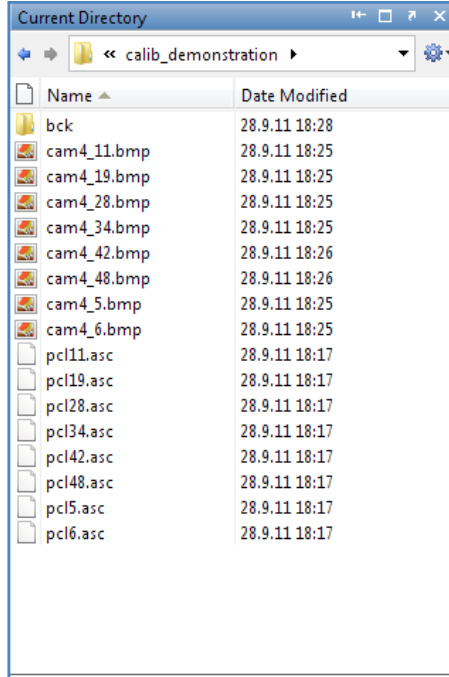 Current Directory
« calib_demonstration
Name Date Modified
bck 28.9.11 18:28
cam4_11.bmp 28.9.11 18:25
cam4_19.bmp 28.9.11 18:25
cam4_28.bmp 28.9.11 18:25
cam4_34.bmp 28.9.11 18:25
cam4_42.bmp 28.9.11 18:26
cam4_48.bmp 28.9.11 18:26
cam4_5.bmp 28.9.11 18:25
cam4_6.bmp 28.9.11 18:25
pcl11.asc 28.9.11 18:17
pcl19.asc 28.9.11 18:17
pcl28.asc 28.9.11 18:17
pcl34.asc 28.9.11 18:17
pcl42.asc 28.9.11 18:17
pcl48.asc 28.9.11 18:17
pcl5.asc 28.9.11 18:17
pcl6.asc 28.9.11 18:17